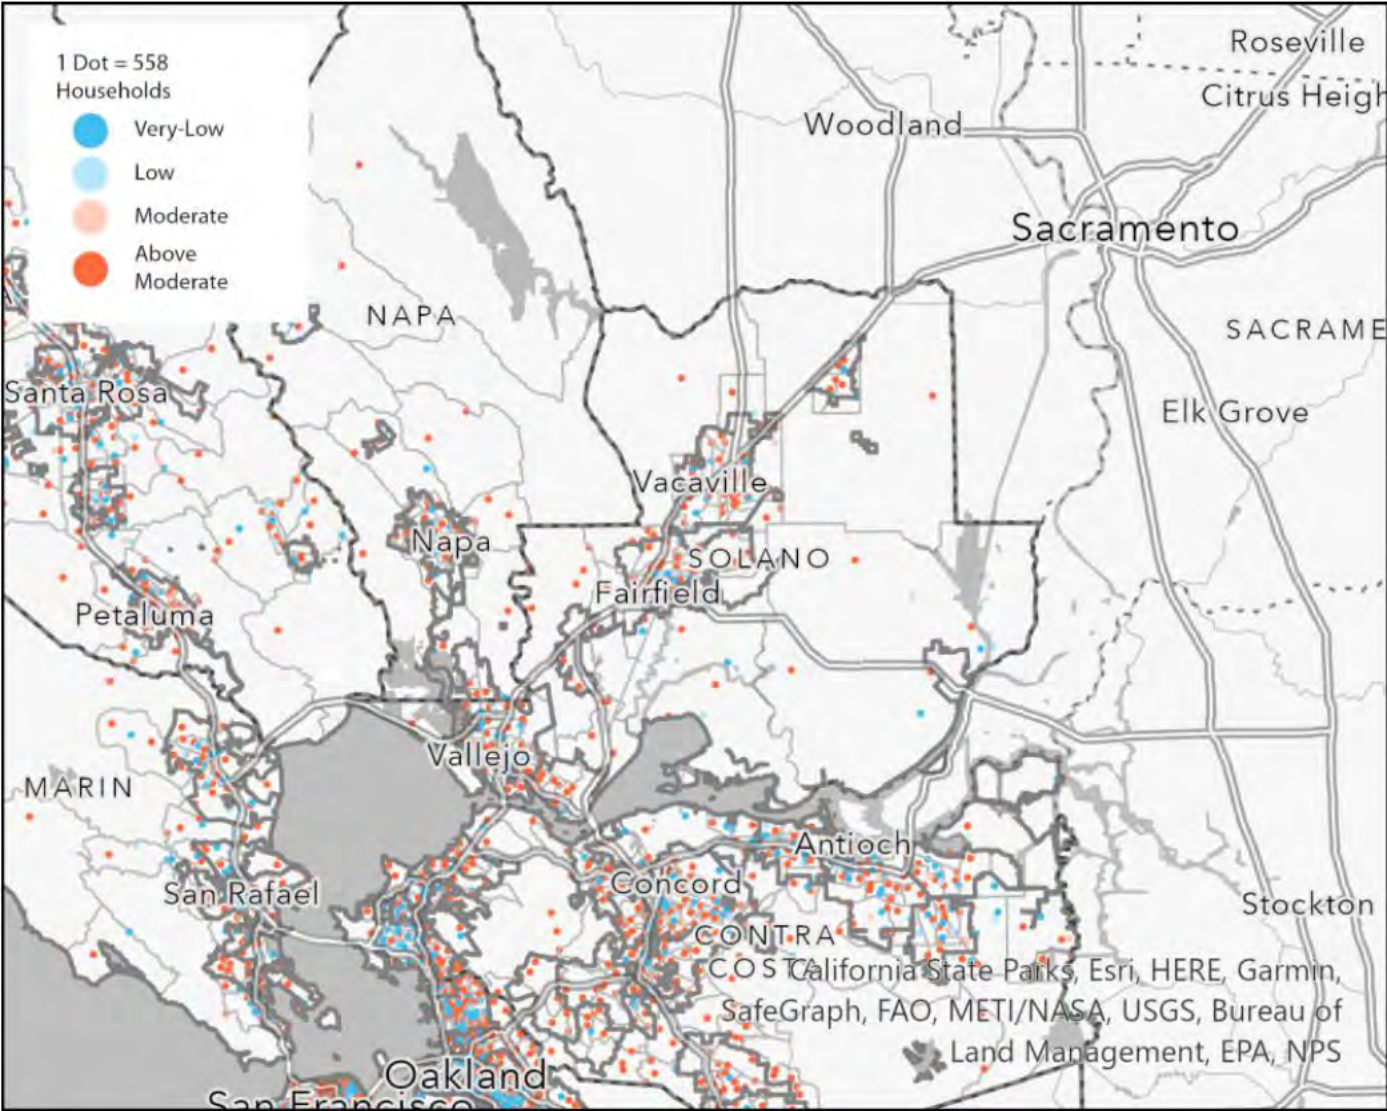 1 Dot = 558
Households
Very-Low
Low
Moderate
Above
Moderate
Roseville
Citrus Heigh
Woodland
Sacramento
NAPA
SACRAME
Santa Rosa
Elk Grove
Vacaville
Napa
SOLANO
Fairfield
Petaluma
Vallejo
MARIN
Antioch
Concord
San Rafael
Stockton
CONTRA
COSTA
California State Parks, Esri, HERE, Garmin,
SafeGraph, FAO, METI/NASA, USGS, Bureau of
Land Management, EPA, NPS
Oakland
San Francisco